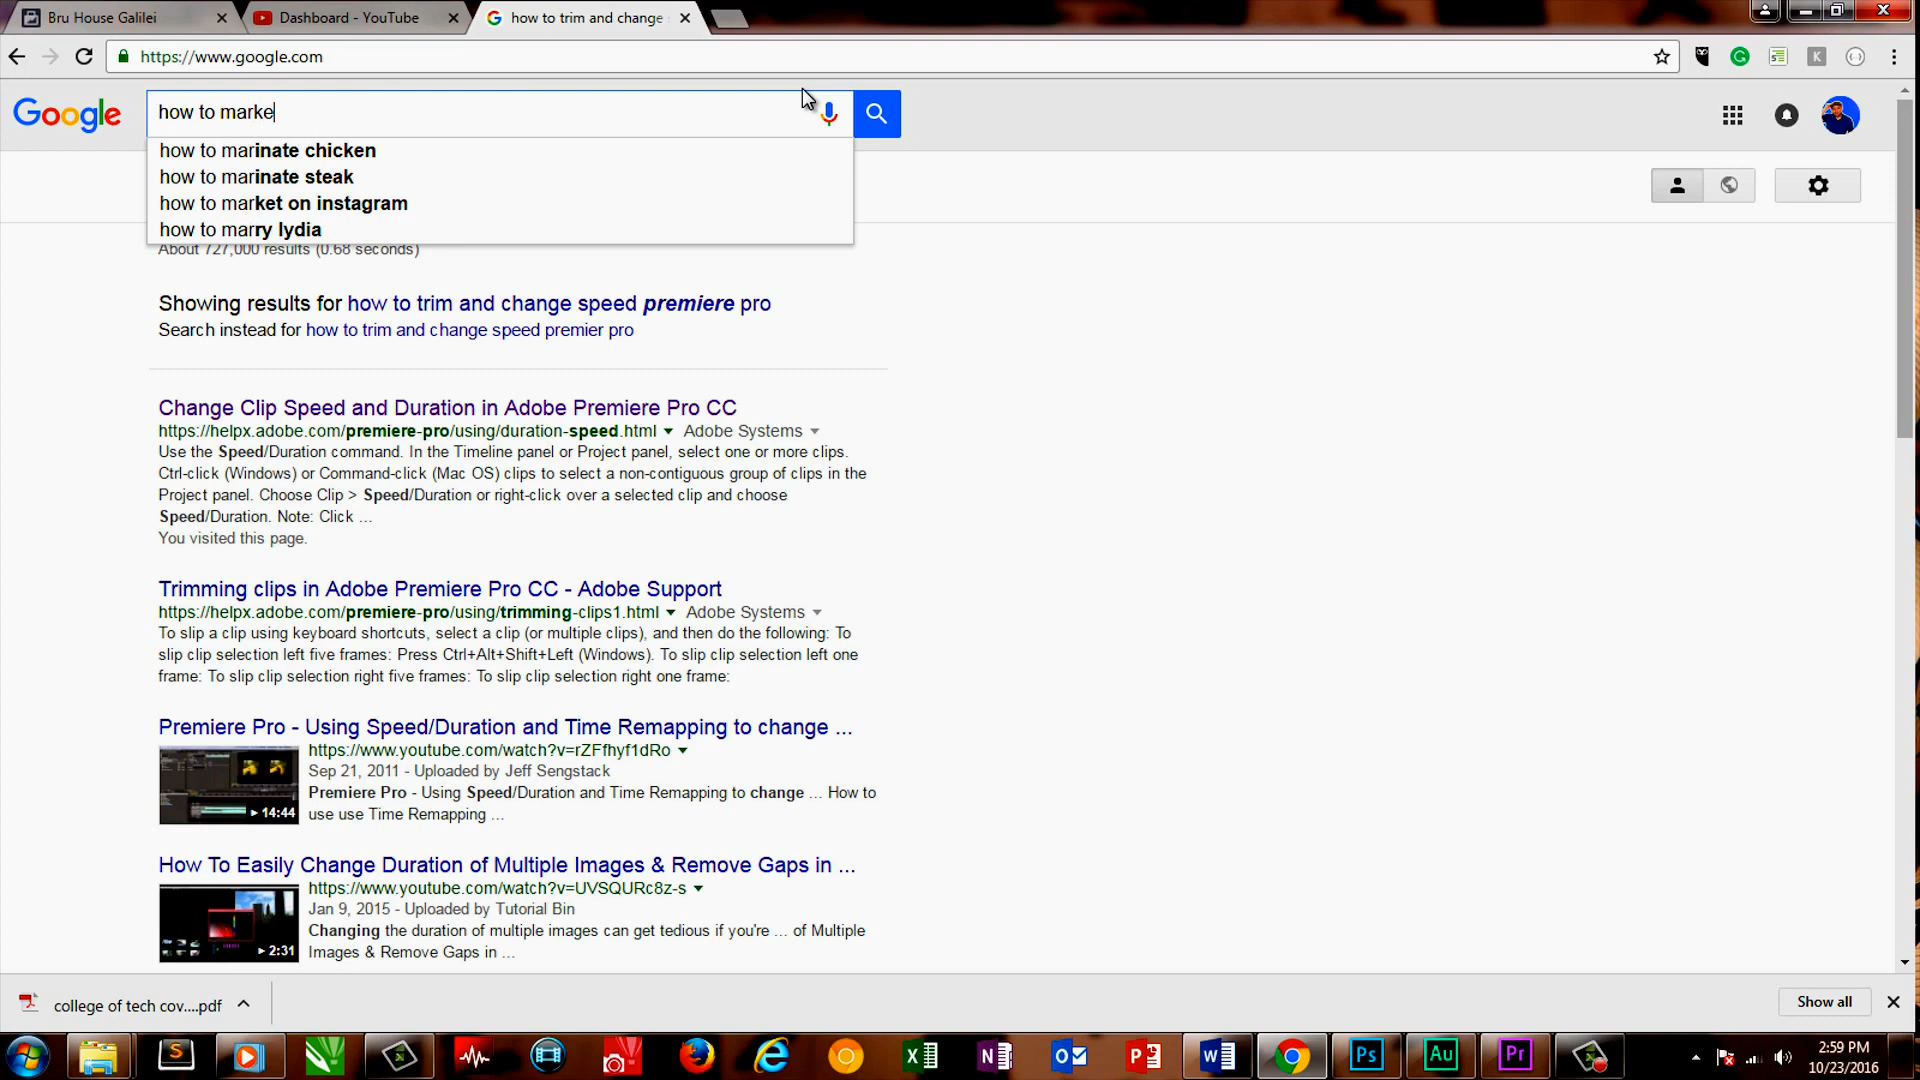 Bru House Galilei
Dashboard - YouTube
how to trim and change
https://www.google.com
Google
how to marke
how to marinate chicken
how to marinate steak
how to market on instagram
how to marry lydia
About 727,000 results (0.68 seconds)
Showing results for how to trim and change speed premiere pro
Search instead for how to trim and change speed premier pro
Change Clip Speed and Duration in Adobe Premiere Pro CC
https://helpx.adobe.com/premiere-pro/using/duration-speed.html Adobe Systems
Use the Speed/Duration command. In the Timeline panel or Project panel, select one or more clips.
Ctrl-click (Windows) or Command-click (Mac OS) clips to select a non-contiguous group of clips in the
Project panel. Choose Clip > Speed/Duration or right-click over a selected clip and choose
Speed/Duration. Note: Click ...
You visited this page.
Trimming clips in Adobe Premiere Pro CC - Adobe Support
https://helpx.adobe.com/premiere-pro/using/trimming-clips1.html Adobe Systems
To slip a clip using keyboard shortcuts, select a clip (or multiple clips), and then do the following: To
slip clip selection left five frames: Press Ctrl+Alt+Shift+Left (Windows). To slip clip selection left one
frame: To slip clip selection right five frames: To slip clip selection right one frame:
Premiere Pro - Using Speed/Duration and Time Remapping to change ...
https://www.youtube.com/watch?v=rZFfhyf1dRo
Sep 21, 2011 - Uploaded by Jeff Sengstack
Premiere Pro - Using Speed/Duration and Time Remapping to change ... How to
use use Time Remapping ...
14:44
How To Easily Change Duration of Multiple Images & Remove Gaps in ...
https://www.youtube.com/watch?v=UVSQURc8z-s
Jan 9, 2015 - Uploaded by Tutorial Bin
Changing the duration of multiple images can get tedious if you're ... of Multiple
Images & Remove Gaps in ...
2:31
college of tech cov....pdf
Show all
Ps
Au
Pr
2:59 PM
10/23/2016